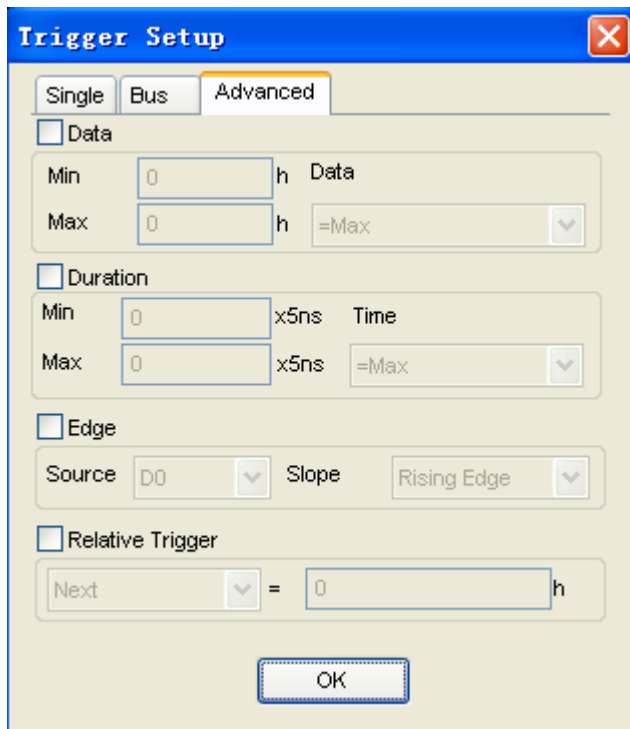 Trigger Setup
Single Bus Advanced
Data
Min 0 h Data
Max 0 h =Max
Duration
Min 0 x5ns Time
Max 0 x5ns =Max
Edge
Source D0 Slope Rising Edge
Relative Trigger
Next = 0 h
OK